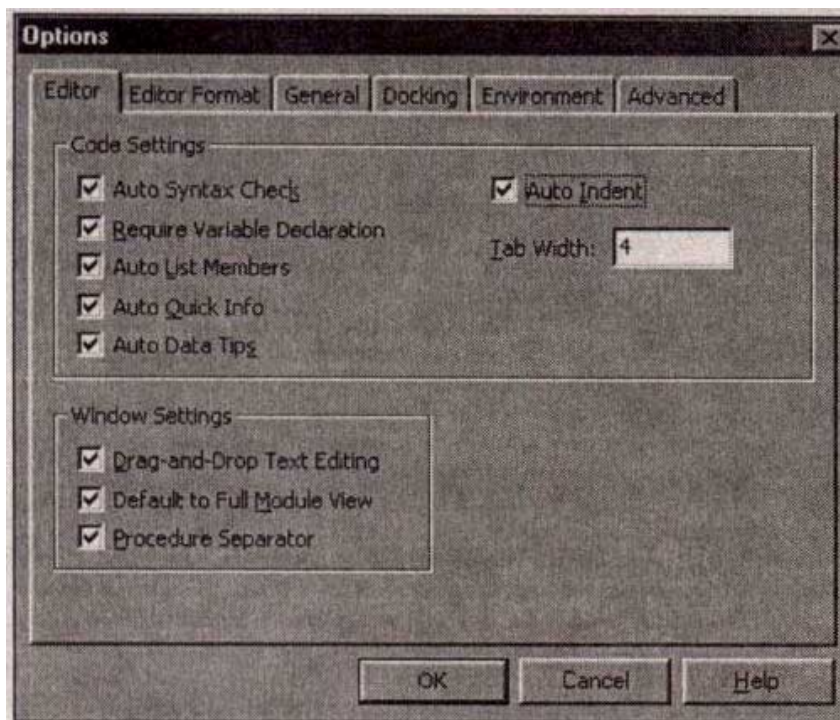 Options
Editor
Editor Format
General
Docking
Environment
Advanced
Code Settings
Auto Syntax Check
Require Variable Declaration
Auto List Members
Auto Quick Info
Auto Data Tips
Auto Indent
Tab Width: 4
Window Settings
Drag-and-Drop Text Editing
Default to Full Module View
Procedure Separator
OK
Cancel
Help